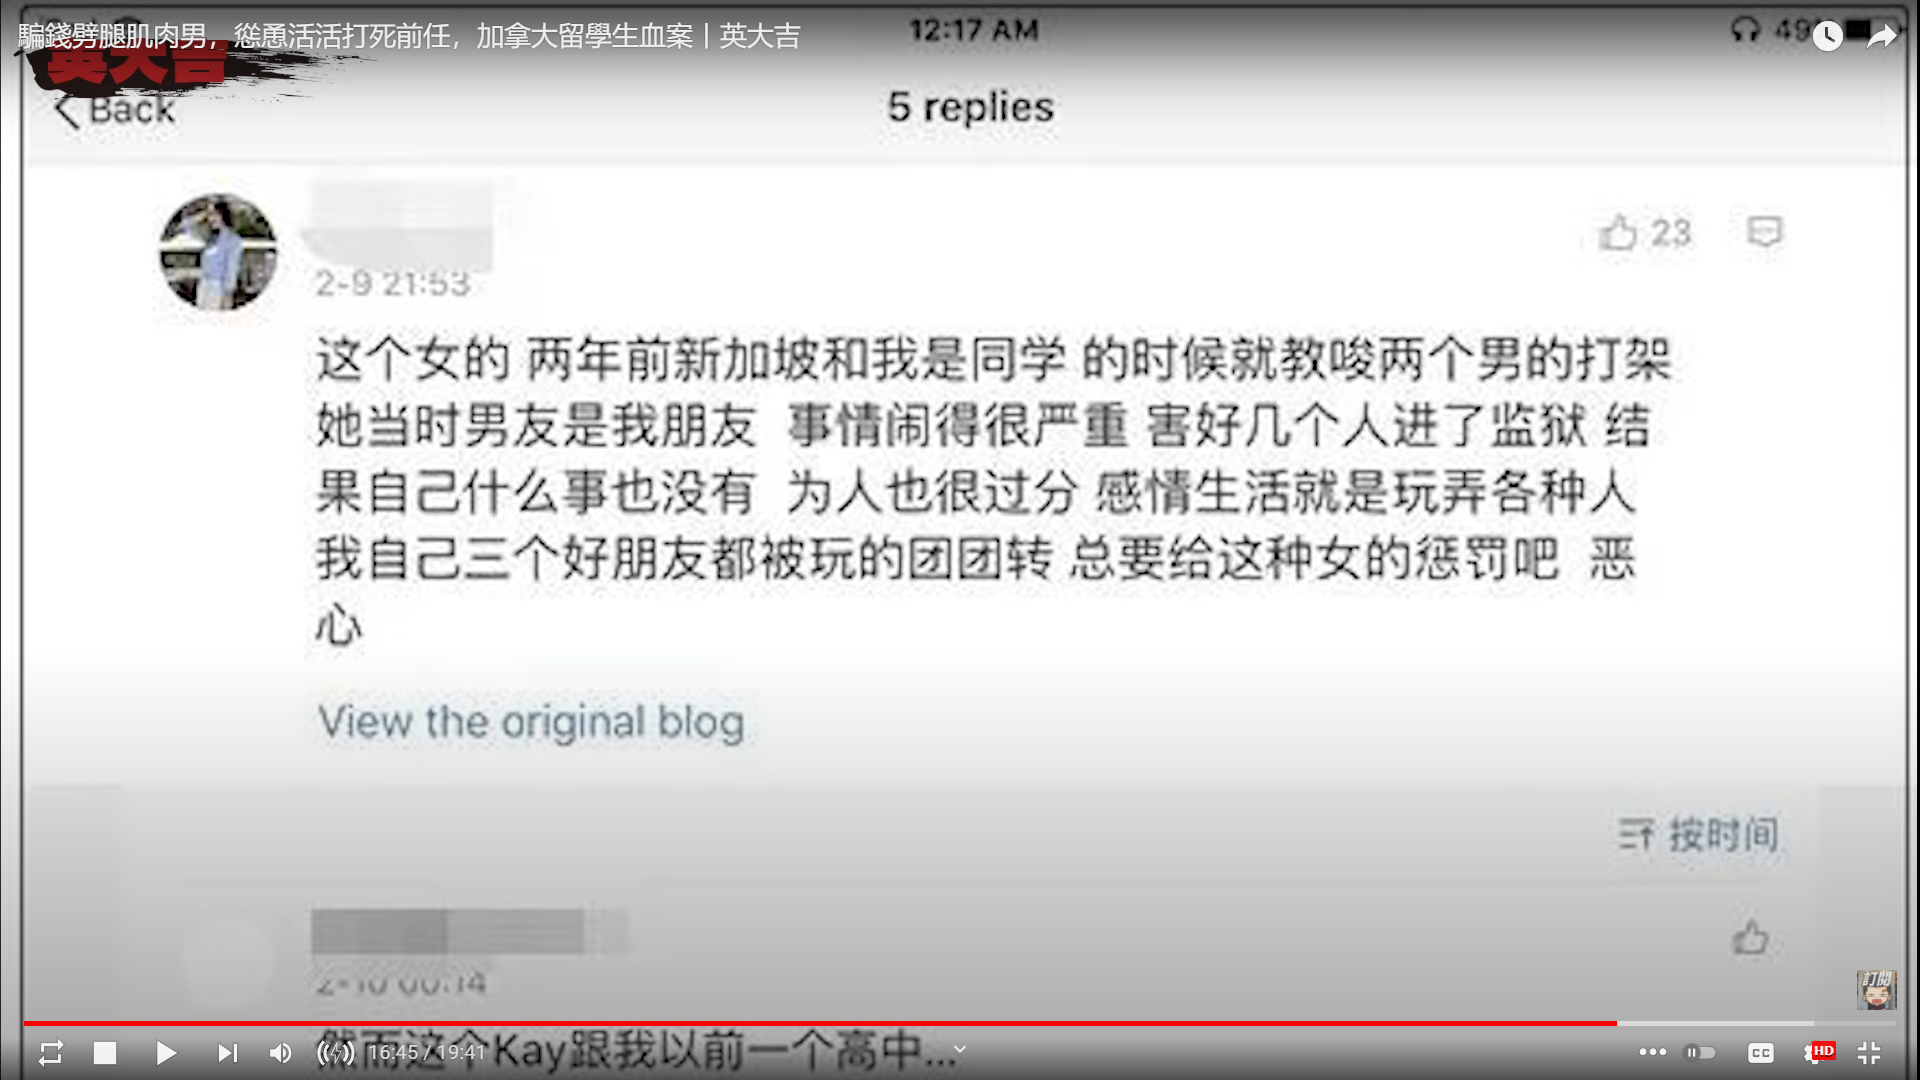 騙錢劈腿肌肉男，慫恿活活打死前任，加拿大留學生血案｜英大吉
12:17 AM
49
英大吉
Back
5 replies
23
2-9 21:53
这个女的 两年前新加坡和我是同学 的时候就教唆两个男的打架
她当时男友是我朋友 事情闹得很严重 害好几个人进了监狱 结
果自己什么事也没有 为人也很过分 感情生活就是玩弄各种人
我自己三个好朋友都被玩的团团转 总要给这种女的惩罚吧 恶
心
View the original blog
按时间
2-10 00:14
訂閱
然而这个Kay跟我以前一个高中...
16:45 / 19:41
CC
HD